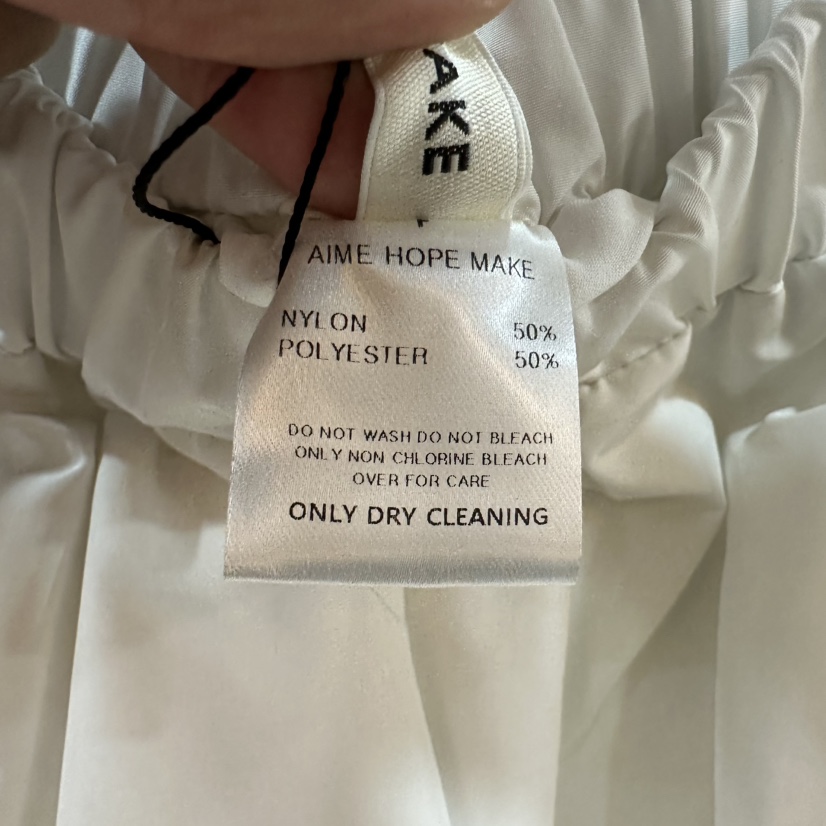 AKE
AIME HOPE MAKE
NYLON 50%
POLYESTER 50%
DO NOT WASH DO NOT BLEACH
ONLY NON CHLORINE BLEACH
OVER FOR CARE
ONLY DRY CLEANING